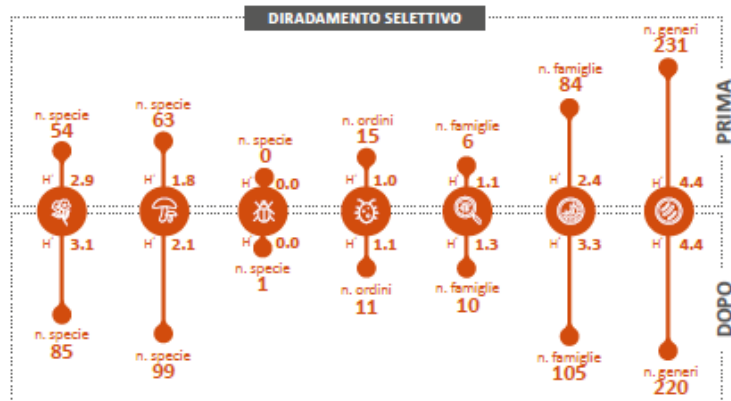 DIRADAMENTO SELETTIVO
PRIMA
n. specie
54
H' 2.9
n. specie
63
H' 1.8
n. specie
0
H' 0.0
n. ordini
15
H' 1.0
n. famiglie
6
H' 1.1
n. famiglie
84
H' 2.4
n. generi
231
H' 4.4
DOPO
H' 3.1
n. specie
85
H' 2.1
n. specie
99
H' 0.0
n. specie
1
H' 1.1
n. ordini
11
H' 1.3
n. famiglie
10
H' 3.3
n. famiglie
105
H' 4.4
n. generi
220